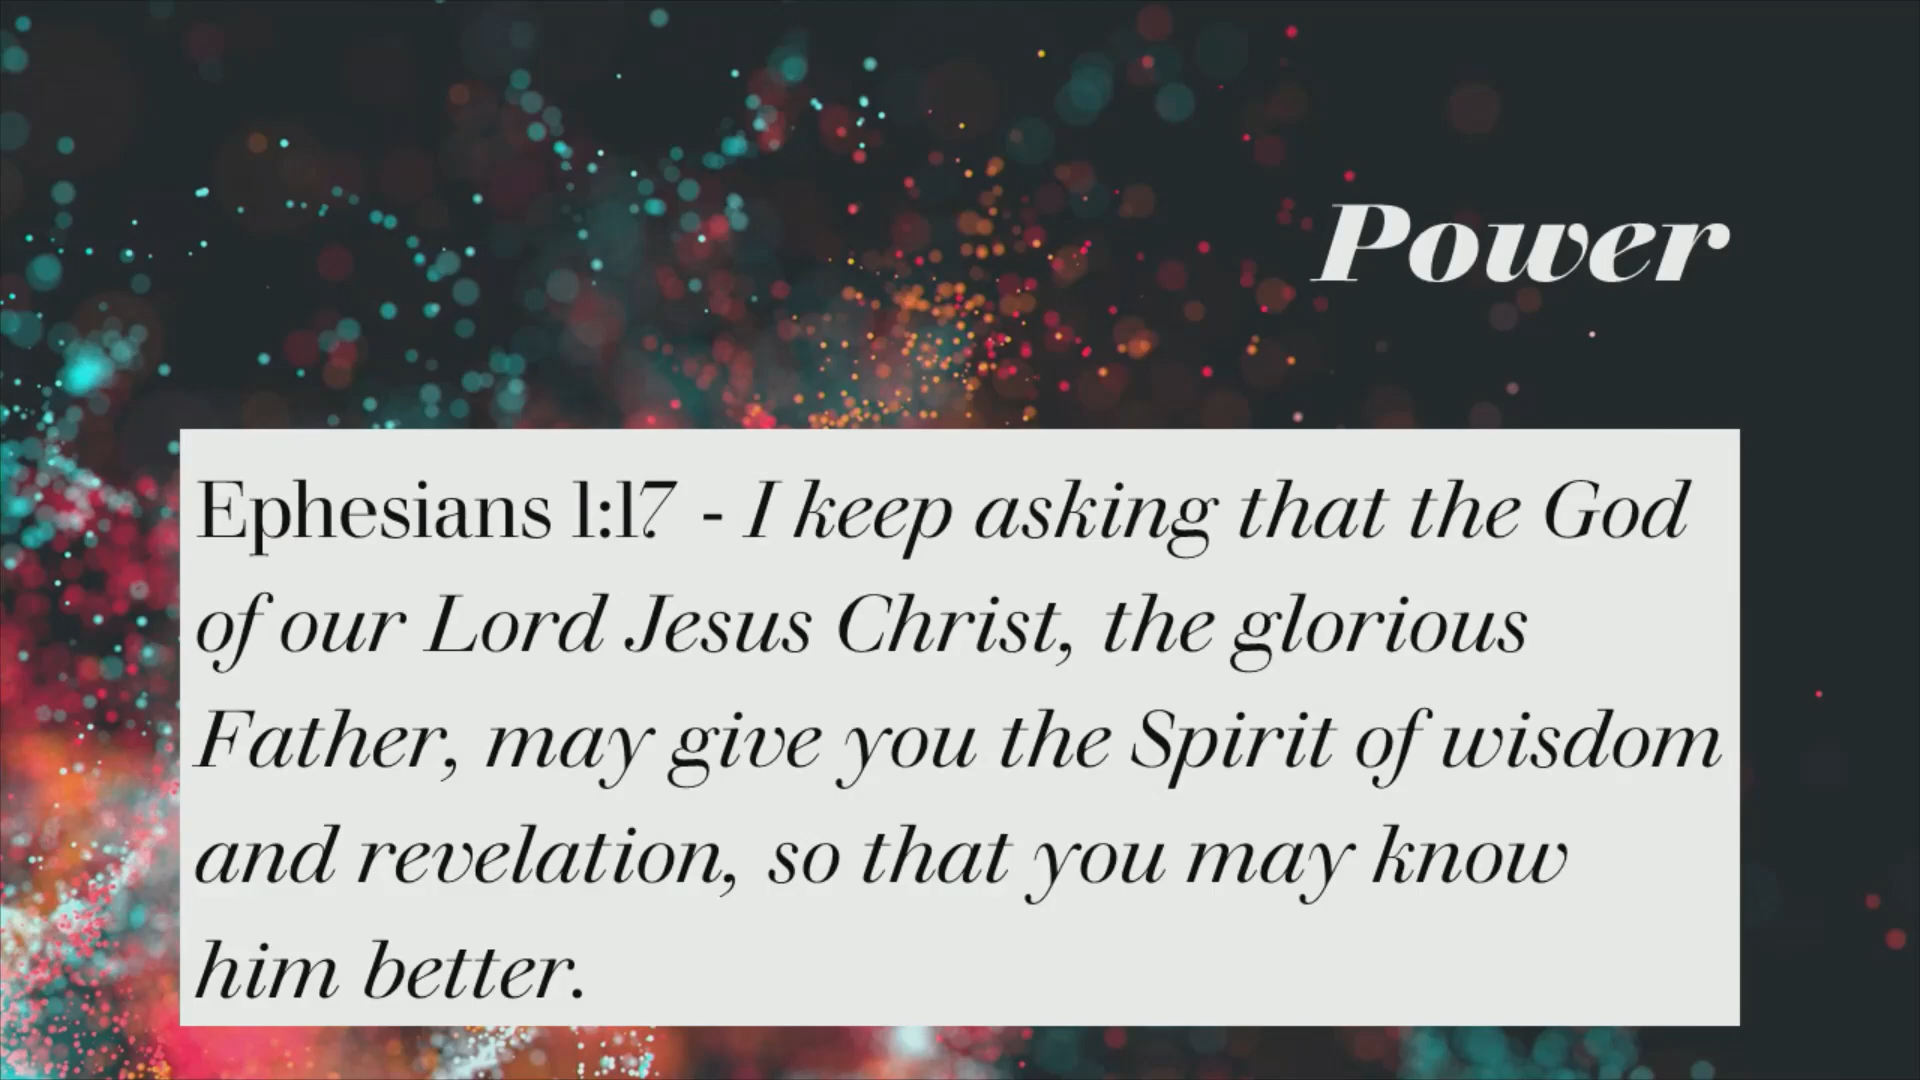 Power
Ephesians 1:17 - I keep asking that the God
of our Lord Jesus Christ, the glorious
Father, may give you the Spirit of wisdom
and revelation, so that you may know
him better.